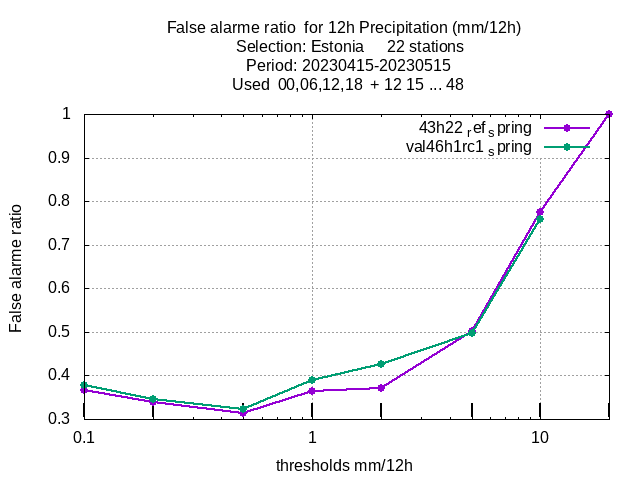 False alarme ratio  for 12h Precipitation (mm/12h)
Selection: Estonia     22 stations
Period: 20230415-20230515
Used  00,06,12,18  + 12 15 ... 48
43h22 ref spring
val46h1rc1 spring
False alarme ratio
1
0.9
0.8
0.7
0.6
0.5
0.4
0.3
0.1
1
10
thresholds mm/12h